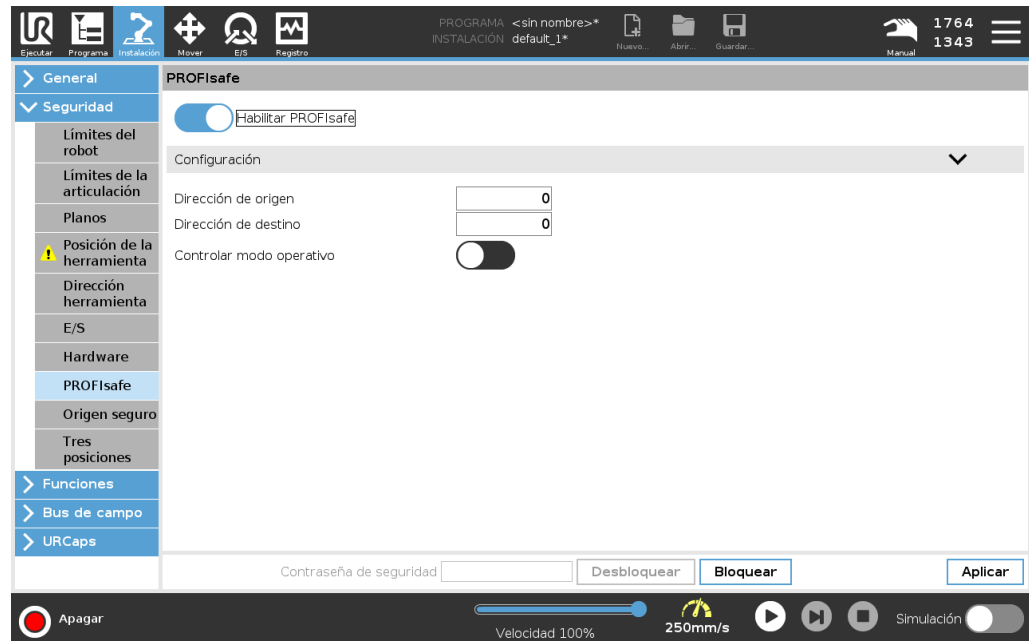 PROGRAMA <sin nombre>*
INSTALACIÓN default_1*
Ejecutar
Programa
Instalación
Mover
E/S
Registro
Nuevo...
Abrir...
Guardar...
Manual
1764
1343
General
Seguridad
Límites del
robot
Límites de la
articulación
Planos
Posición de la
herramienta
Dirección
herramienta
E/S
Hardware
PROFIsafe
Origen seguro
Tres
posiciones
Funciones
Bus de campo
URCaps
PROFIsafe
Habilitar PROFIsafe
Configuración
Dirección de origen 0
Dirección de destino 0
Controlar modo operativo
Contraseña de seguridad Desbloquear Bloquear Aplicar
Apagar
Velocidad 100%
250mm/s
Simulación